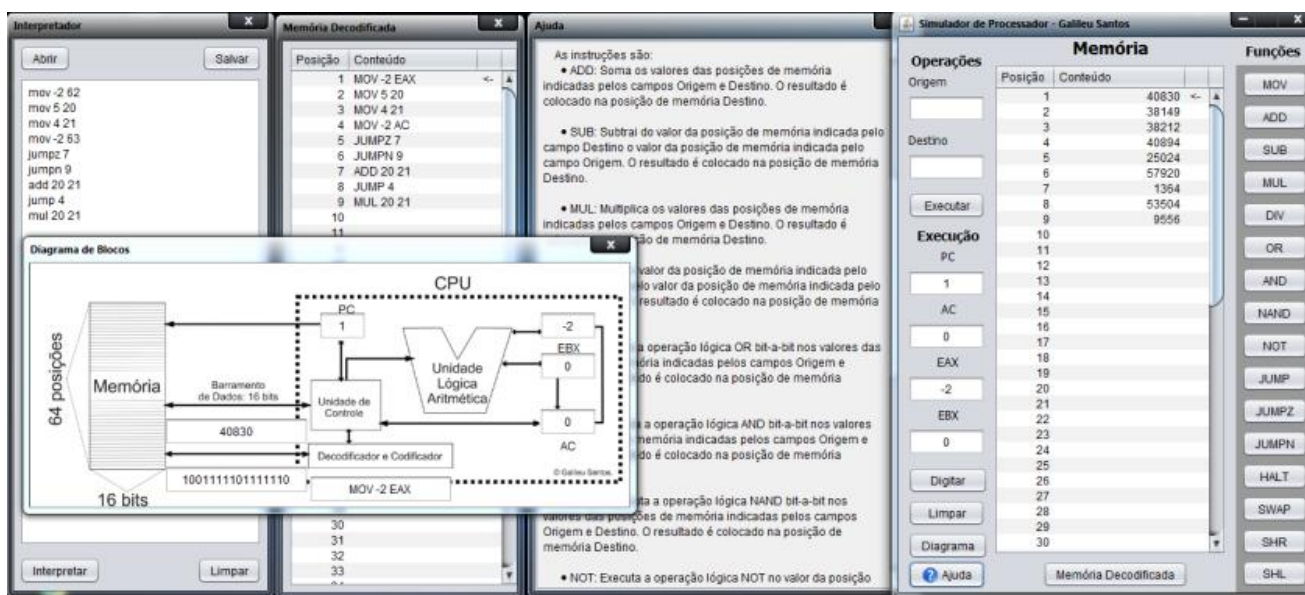 Interpretador
Abrir
Salvar
mov -2 62
mov 5 20
mov 4 21
mov -2 63
jumpz 7
jumpn 9
add 20 21
jump 4
mul 20 21
Interpretar
Limpar
Memória Decodificada
Posição Conteúdo
1 MOV -2 EAX <-
2 MOV 5 20
3 MOV 4 21
4 MOV -2 AC
5 JUMPZ 7
6 JUMPN 9
7 ADD 20 21
8 JUMP 4
9 MUL 20 21
10
11
30
31
32
33
Ajuda
As instruções são:
• ADD: Soma os valores das posições de memória
indicadas pelos campos Origem e Destino. O resultado é
colocado na posição de memória Destino.
• SUB: Subtrai do valor da posição de memória indicada pelo
campo Destino o valor da posição de memória indicada pelo
campo Origem. O resultado é colocado na posição de memória
Destino.
• MUL: Multiplica os valores das posições de memória
indicadas pelos campos Origem e Destino. O resultado é
ção de memória Destino.
valor da posição de memória indicada pelo
elo valor da posição de memória indicada pelo
resultado é colocado na posição de memória
a operação lógica OR bit-a-bit nos valores das
ória indicadas pelos campos Origem e
do é colocado na posição de memória
a operação lógica AND bit-a-bit nos valores
memória indicadas pelos campos Origem e
do é colocado na posição de memória
ta a operação lógica NAND bit-a-bit nos
valores das posições de memória indicadas pelos campos
Origem e Destino. O resultado é colocado na posição de
memória Destino.
• NOT: Executa a operação lógica NOT no valor da posição
Diagrama de Blocos
CPU
64 posições
Memória
16 bits
PC
1
Barramento
de Dados: 16 bits
40830
1001111101111110
Unidade de
Controle
Unidade
Lógica
Aritmética
-2
EBX
0
0
AC
Decodificador e Codificador
MOV -2 EAX
© Galileu Santos.
Simulador de Processador - Galileu Santos
Operações
Origem
Destino
Executar
Execução
PC
1
AC
0
EAX
-2
EBX
0
Digitar
Limpar
Diagrama
Ajuda
Memória
Posição Conteúdo
1 40830 <-
2 38149
3 38212
4 40894
5 25024
6 57920
7 1364
8 53504
9 9556
10
11
12
13
14
15
16
17
18
19
20
21
22
23
24
25
26
27
28
29
30
Memória Decodificada
Funções
MOV
ADD
SUB
MUL
DIV
OR
AND
NAND
NOT
JUMP
JUMPZ
JUMPN
HALT
SWAP
SHR
SHL